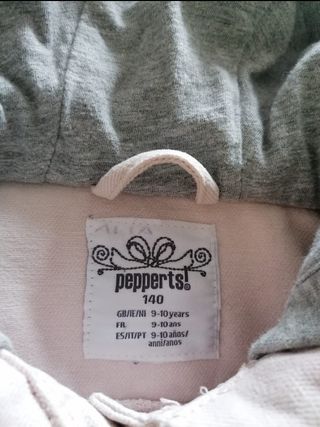 pepperts!
140
GB/IE/NI 9-10 years
FR 9-10 ans
ES/IT/PT 9-10 años/
anni/anos